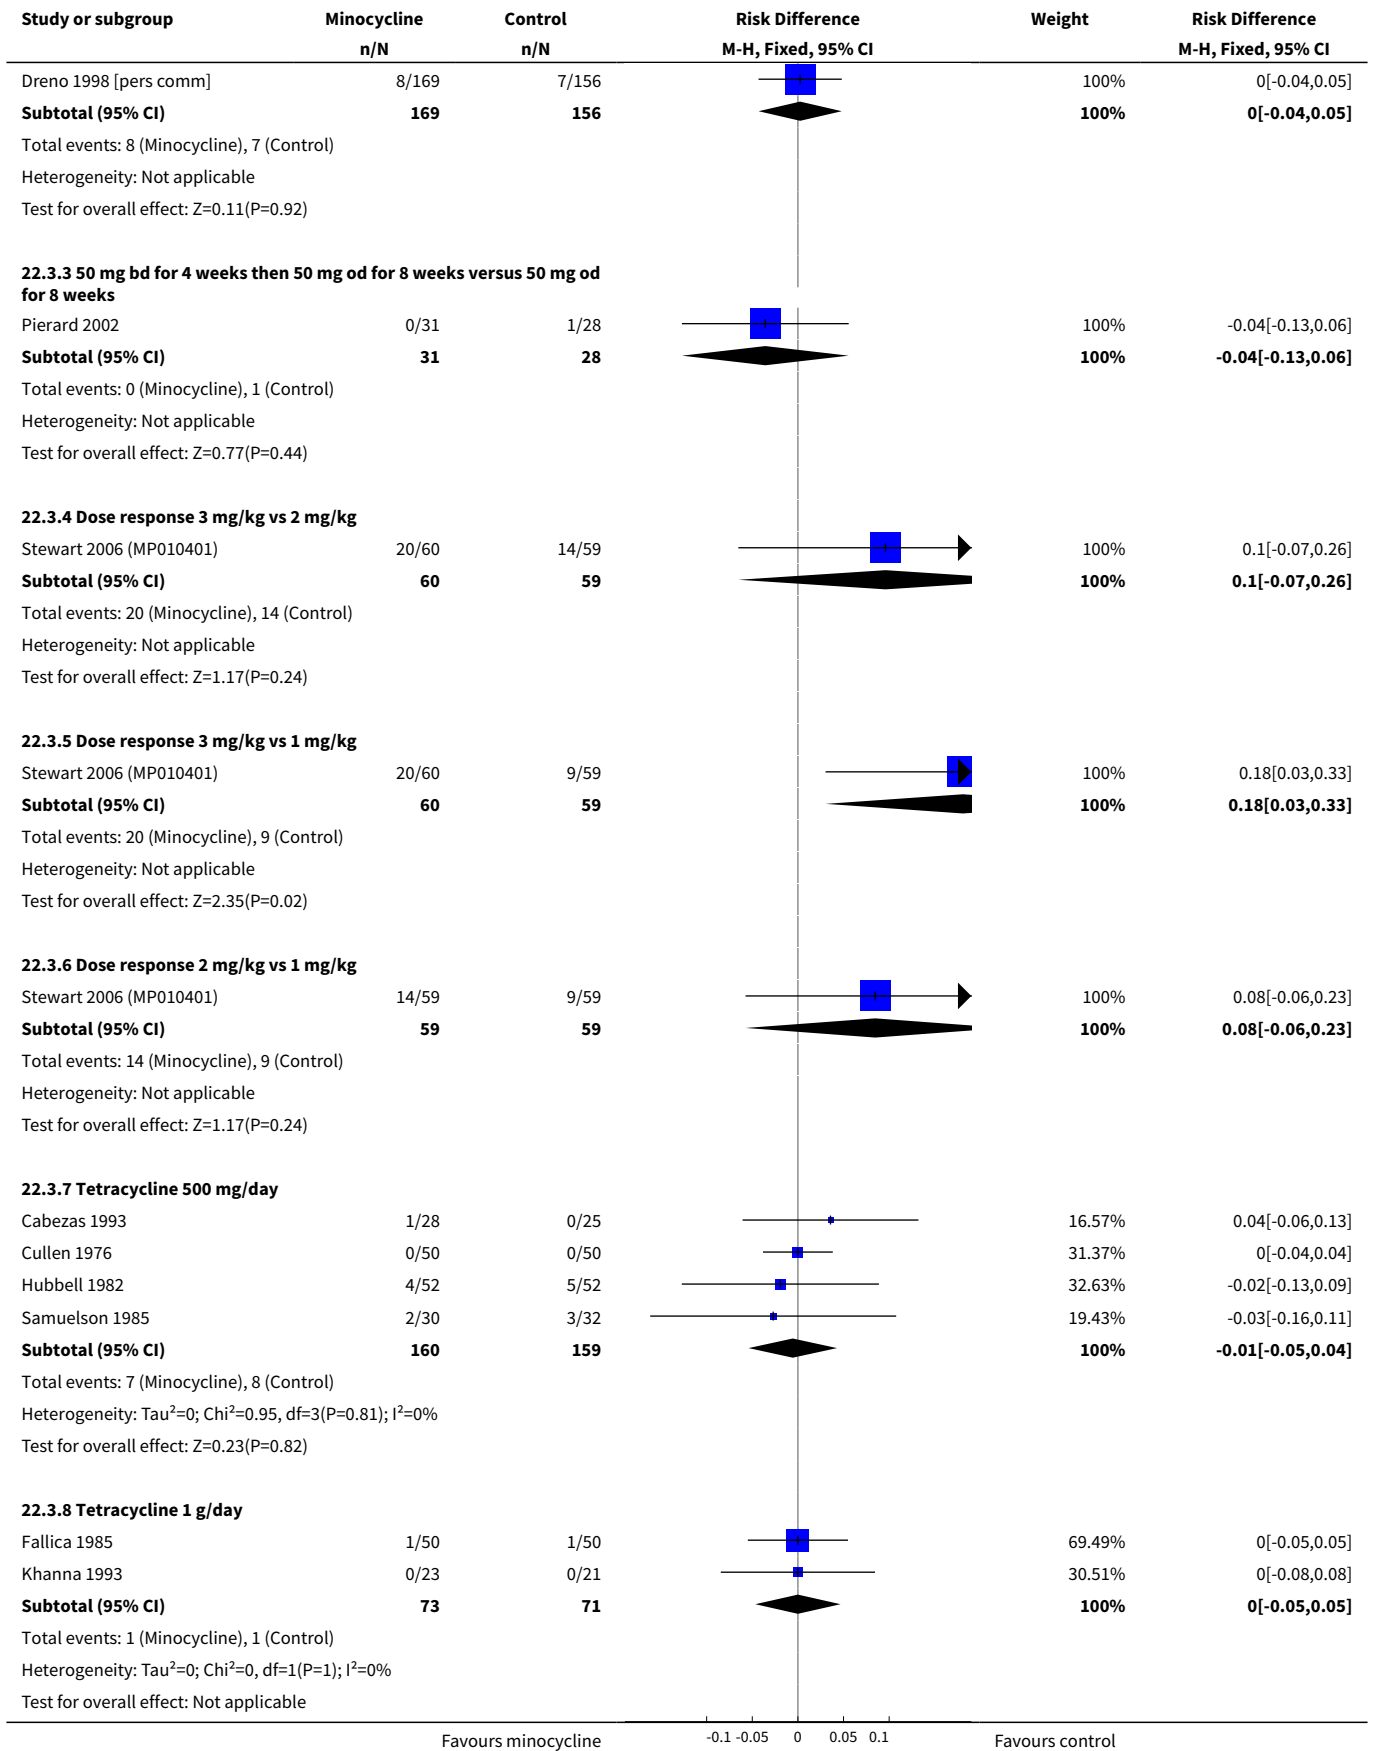 Study or subgroup Minocycline Control Risk Difference Weight Risk Difference
n/N n/N M-H, Fixed, 95% CI M-H, Fixed, 95% CI
Dreno 1998 [pers comm] 8/169 7/156 100% 0[-0.04,0.05]
Subtotal (95% CI) 169 156 100% 0[-0.04,0.05]
Total events: 8 (Minocycline), 7 (Control)
Heterogeneity: Not applicable
Test for overall effect: Z=0.11(P=0.92)
22.3.3 50 mg bd for 4 weeks then 50 mg od for 8 weeks versus 50 mg od
for 8 weeks
Pierard 2002 0/31 1/28 100% -0.04[-0.13,0.06]
Subtotal (95% CI) 31 28 100% -0.04[-0.13,0.06]
Total events: 0 (Minocycline), 1 (Control)
Heterogeneity: Not applicable
Test for overall effect: Z=0.77(P=0.44)
22.3.4 Dose response 3 mg/kg vs 2 mg/kg
Stewart 2006 (MP010401) 20/60 14/59 100% 0.1[-0.07,0.26]
Subtotal (95% CI) 60 59 100% 0.1[-0.07,0.26]
Total events: 20 (Minocycline), 14 (Control)
Heterogeneity: Not applicable
Test for overall effect: Z=1.17(P=0.24)
22.3.5 Dose response 3 mg/kg vs 1 mg/kg
Stewart 2006 (MP010401) 20/60 9/59 100% 0.18[0.03,0.33]
Subtotal (95% CI) 60 59 100% 0.18[0.03,0.33]
Total events: 20 (Minocycline), 9 (Control)
Heterogeneity: Not applicable
Test for overall effect: Z=2.35(P=0.02)
22.3.6 Dose response 2 mg/kg vs 1 mg/kg
Stewart 2006 (MP010401) 14/59 9/59 100% 0.08[-0.06,0.23]
Subtotal (95% CI) 59 59 100% 0.08[-0.06,0.23]
Total events: 14 (Minocycline), 9 (Control)
Heterogeneity: Not applicable
Test for overall effect: Z=1.17(P=0.24)
22.3.7 Tetracycline 500 mg/day
Cabezas 1993 1/28 0/25 16.57% 0.04[-0.06,0.13]
Cullen 1976 0/50 0/50 31.37% 0[-0.04,0.04]
Hubbell 1982 4/52 5/52 32.63% -0.02[-0.13,0.09]
Samuelson 1985 2/30 3/32 19.43% -0.03[-0.16,0.11]
Subtotal (95% CI) 160 159 100% -0.01[-0.05,0.04]
Total events: 7 (Minocycline), 8 (Control)
Heterogeneity: Tau²=0; Chi²=0.95, df=3(P=0.81); I²=0%
Test for overall effect: Z=0.23(P=0.82)
22.3.8 Tetracycline 1 g/day
Fallica 1985 1/50 1/50 69.49% 0[-0.05,0.05]
Khanna 1993 0/23 0/21 30.51% 0[-0.08,0.08]
Subtotal (95% CI) 73 71 100% 0[-0.05,0.05]
Total events: 1 (Minocycline), 1 (Control)
Heterogeneity: Tau²=0; Chi²=0, df=1(P=1); I²=0%
Test for overall effect: Not applicable
Favours minocycline -0.1 -0.05 0 0.05 0.1 Favours control